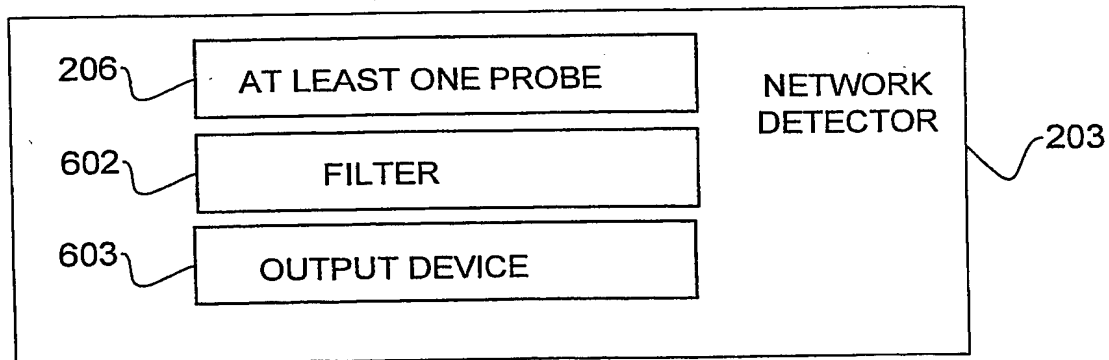 206
AT LEAST ONE PROBE
NETWORK
DETECTOR
203
602
FILTER
603
OUTPUT DEVICE